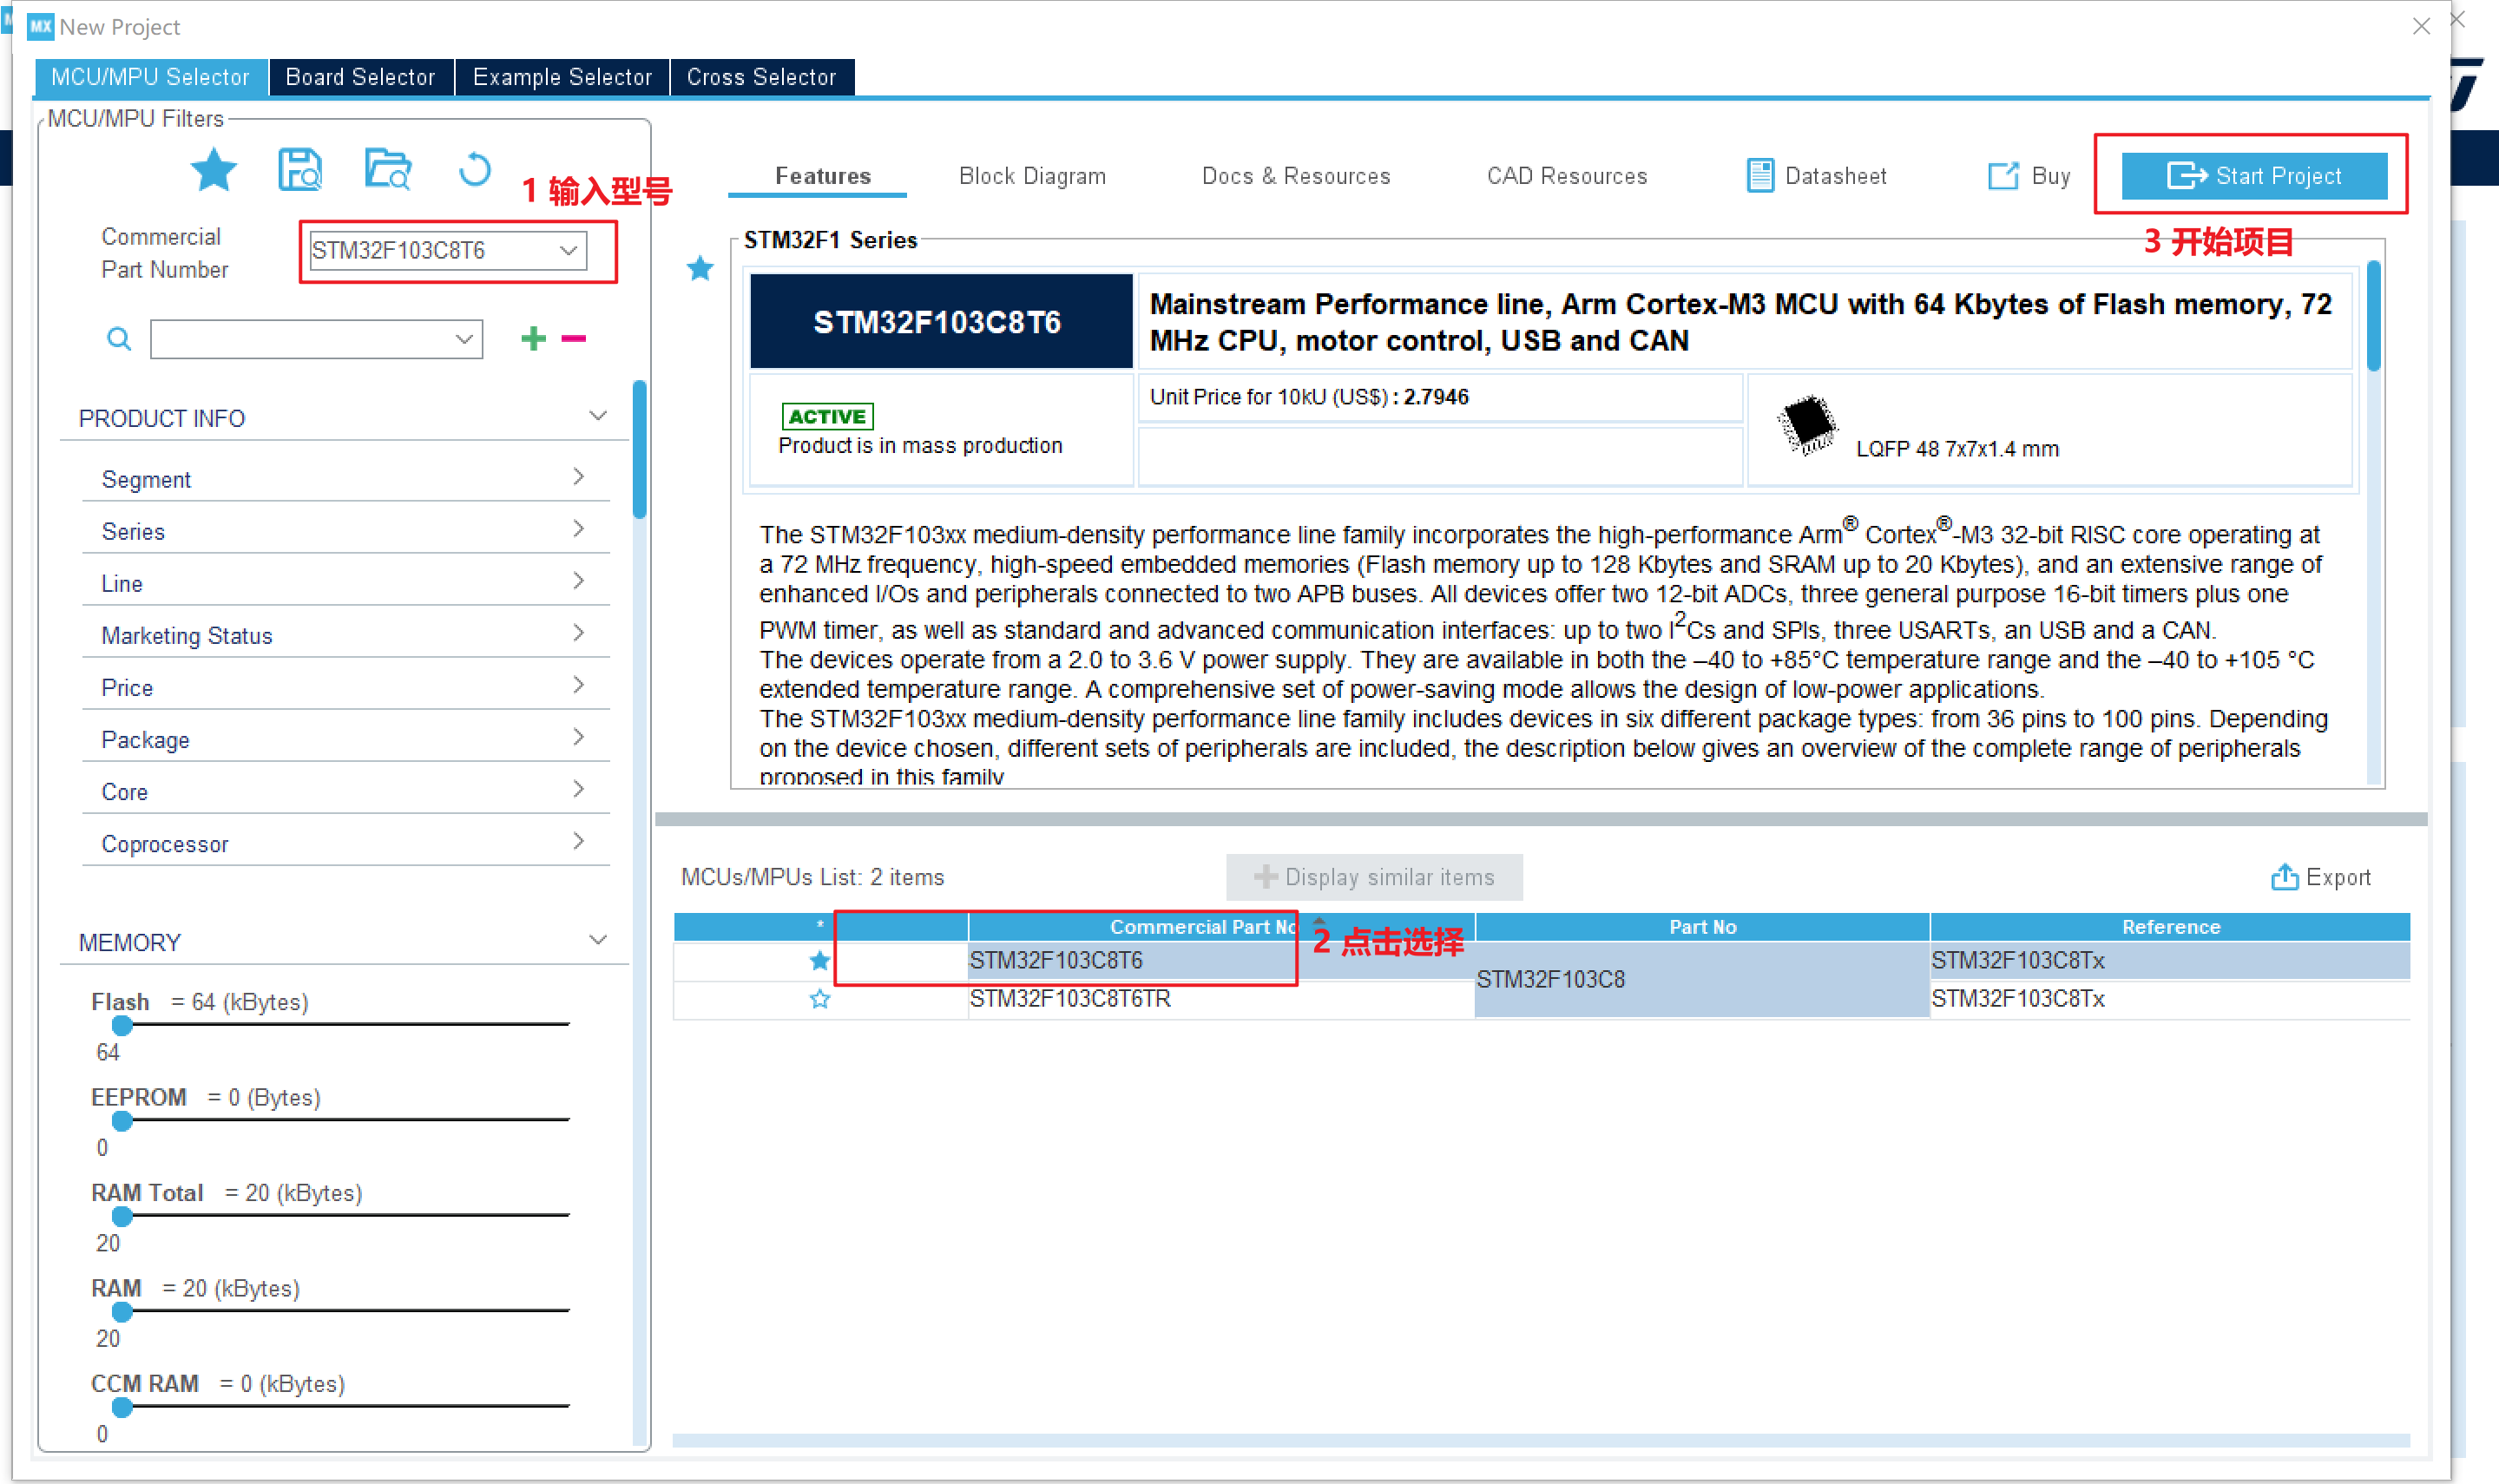 MX New Project
MCU/MPU Selector Board Selector Example Selector Cross Selector
MCU/MPU Filters
1 输入型号
Commercial
Part Number
STM32F103C8T6
PRODUCT INFO
Segment
Series
Line
Marketing Status
Price
Package
Core
Coprocessor
MEMORY
Flash = 64 (kBytes)
64
EEPROM = 0 (Bytes)
0
RAM Total = 20 (kBytes)
20
RAM = 20 (kBytes)
20
CCM RAM = 0 (kBytes)
0
Features Block Diagram Docs & Resources CAD Resources Datasheet Buy Start Project
3 开始项目
STM32F1 Series
STM32F103C8T6
Mainstream Performance line, Arm Cortex-M3 MCU with 64 Kbytes of Flash memory, 72
MHz CPU, motor control, USB and CAN
ACTIVE
Product is in mass production
Unit Price for 10kU (US$) : 2.7946
LQFP 48 7x7x1.4 mm
The STM32F103xx medium-density performance line family incorporates the high-performance Arm® Cortex®-M3 32-bit RISC core operating at
a 72 MHz frequency, high-speed embedded memories (Flash memory up to 128 Kbytes and SRAM up to 20 Kbytes), and an extensive range of
enhanced I/Os and peripherals connected to two APB buses. All devices offer two 12-bit ADCs, three general purpose 16-bit timers plus one
PWM timer, as well as standard and advanced communication interfaces: up to two I²Cs and SPIs, three USARTs, an USB and a CAN.
The devices operate from a 2.0 to 3.6 V power supply. They are available in both the –40 to +85°C temperature range and the –40 to +105 °C
extended temperature range. A comprehensive set of power-saving mode allows the design of low-power applications.
The STM32F103xx medium-density performance line family includes devices in six different package types: from 36 pins to 100 pins. Depending
on the device chosen, different sets of peripherals are included, the description below gives an overview of the complete range of peripherals
proposed in this family
MCUs/MPUs List: 2 items Display similar items Export
* Commercial Part No Part No Reference
2 点击选择
STM32F103C8T6 STM32F103C8 STM32F103C8Tx
STM32F103C8T6TR STM32F103C8Tx